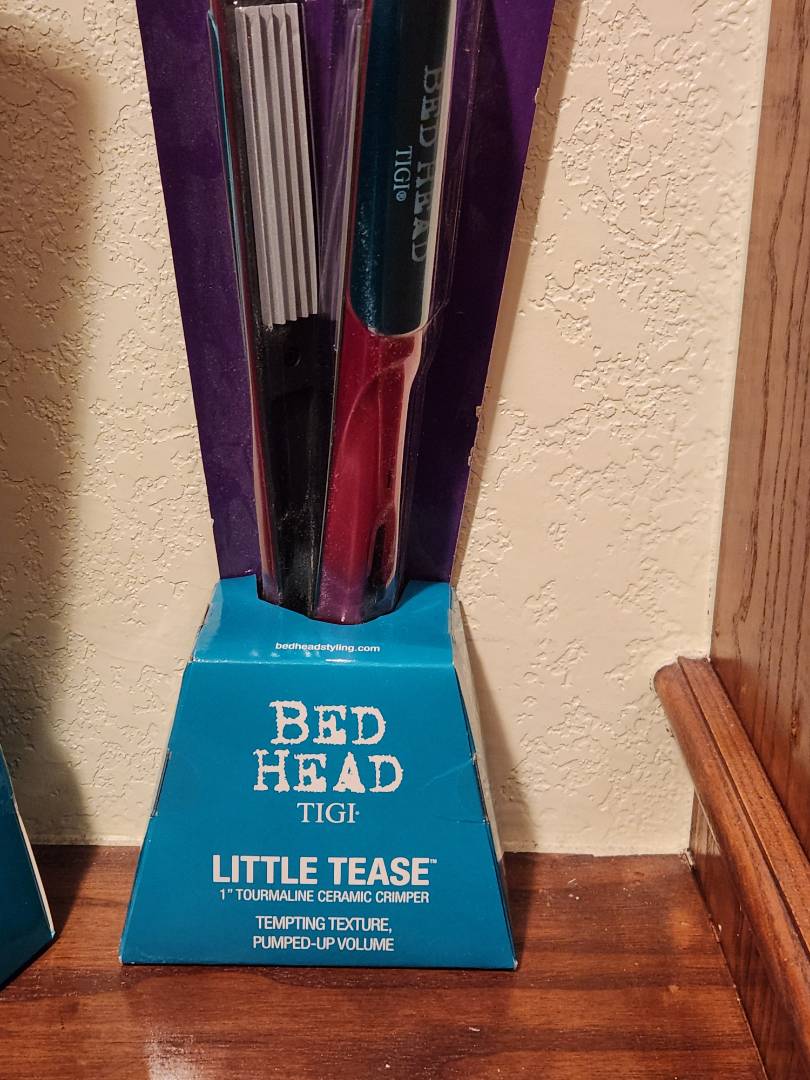 BED HEAD
TIGI®
bedheadstyling.com
BED
HEAD
TIGI®
LITTLE TEASE™
1" TOURMALINE CERAMIC CRIMPER
TEMPTING TEXTURE,
PUMPED-UP VOLUME